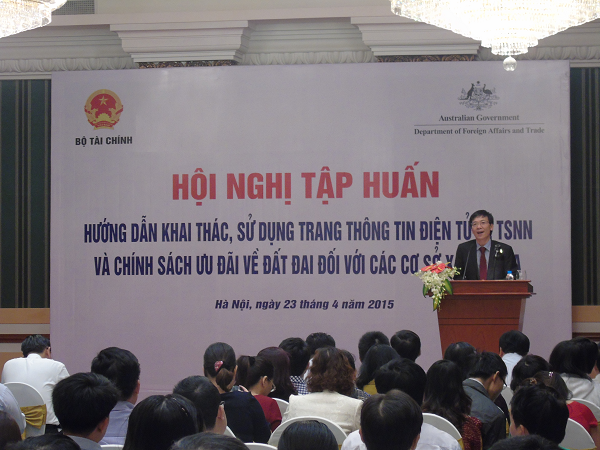 BỘ TÀI CHÍNH
Australian Government
Department of Foreign Affairs and Trade
HỘI NGHỊ TẬP HUẤN
HƯỚNG DẪN KHAI THÁC, SỬ DỤNG TRANG THÔNG TIN ĐIỆN TỬ TSNN
VÀ CHÍNH SÁCH ƯU ĐÃI VỀ ĐẤT ĐAI ĐỐI VỚI CÁC CƠ SỞ
Hà Nội, ngày 23 tháng 4 năm 2015